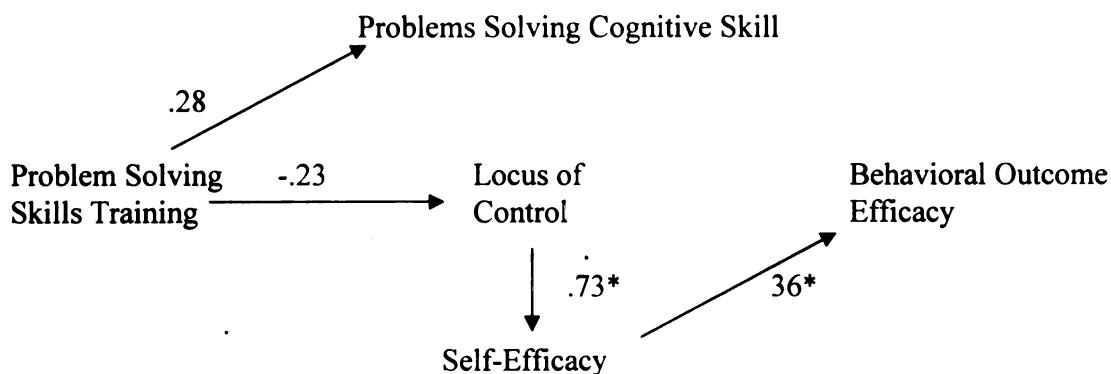 Problems Solving Cognitive Skill
.28
Problem Solving
Skills Training
-.23
Locus of
Control
Behavioral Outcome
Efficacy
.73*
36*
Self-Efficacy